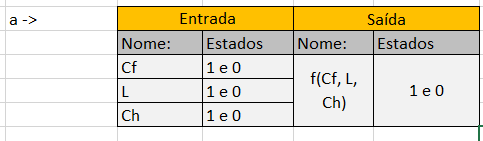 a -> Entrada Saída
Nome: Estados Nome: Estados
Cf 1 e 0
L 1 e 0
Ch 1 e 0
f(Cf, L,
Ch)
1 e 0